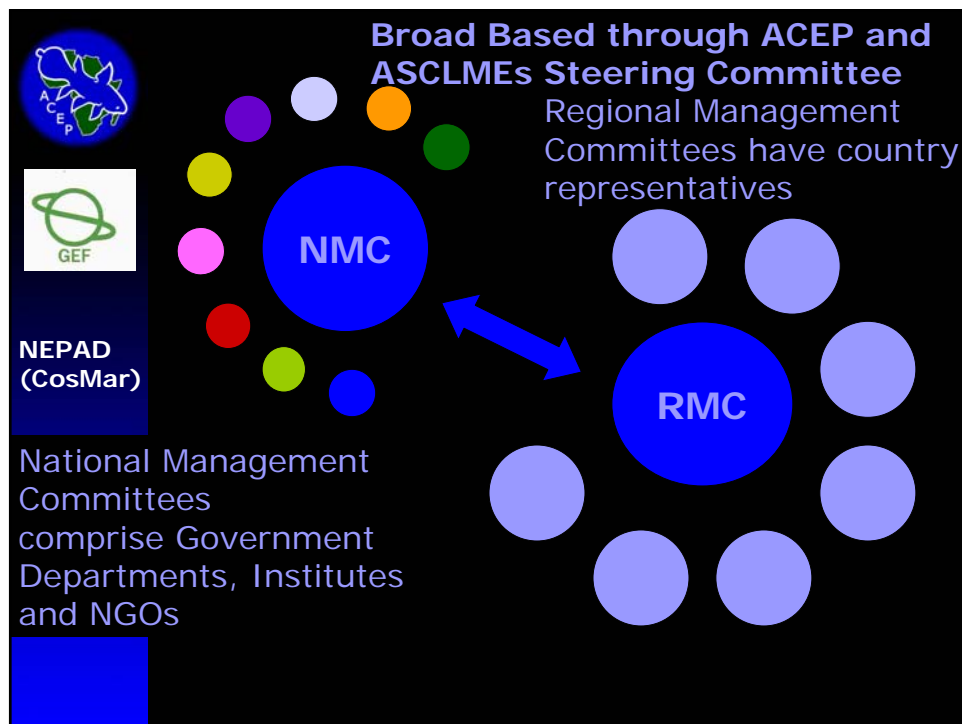 Broad Based through ACEP and
ASCLMEs Steering Committee
Regional Management
Committees have country
representatives
ACEP
GEF
NMC
NEPAD
(CosMar)
RMC
National Management
Committees
comprise Government
Departments, Institutes
and NGOs